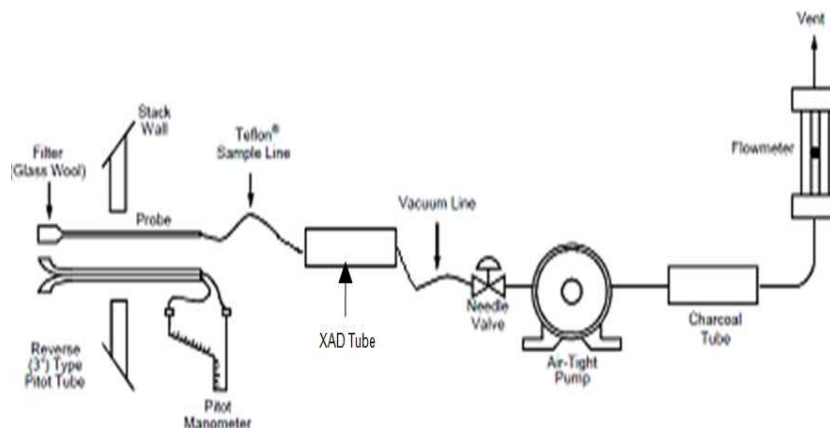 Vent
Stack
Wall
Teflon®
Sample Line
Filter
(Glass Wool)
Flowmeter
Probe
Vacuum Line
XAD Tube
Needle
Valve
Charcoal
Tube
Air-Tight
Pump
Reverse
(3") Type
Pitot Tube
Pitot
Manometer